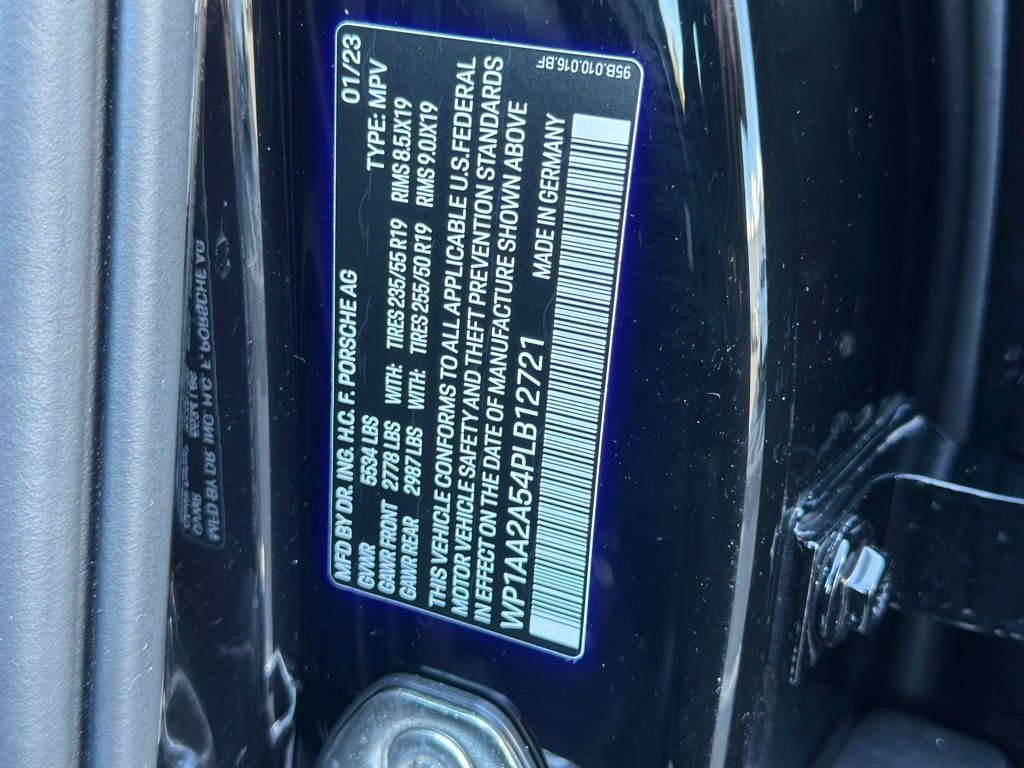 MFD BY DR. ING. H.C. F. PORSCHE AG 01/23
GVWR 5534 LBS TYPE: MPV
GAWR FRONT 2778 LBS WITH: TIRES 235/55 R19 RIMS 8.5JX19
GAWR REAR 2987 LBS WITH: TIRES 255/50 R19 RIMS 9.0JX19
THIS VEHICLE CONFORMS TO ALL APPLICABLE U.S. FEDERAL
MOTOR VEHICLE SAFETY AND THEFT PREVENTION STANDARDS
IN EFFECT ON THE DATE OF MANUFACTURE SHOWN ABOVE
WP1AA2A54PLB12721 MADE IN GERMANY
95B.010.016.BF